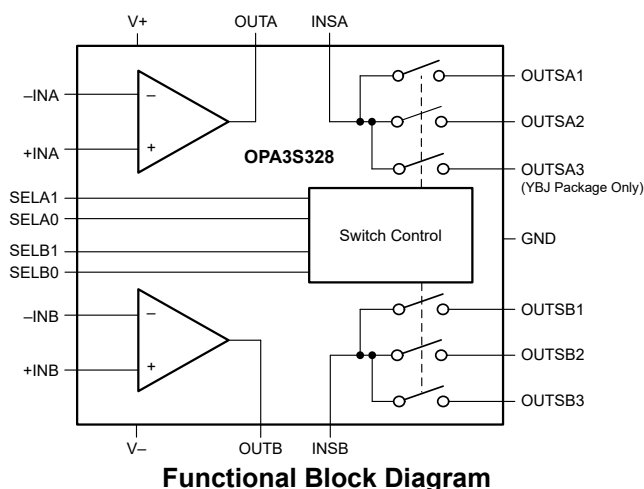 V+ OUTA INSA
OUTSA1
–INA
–
OUTSA2
+INA
+
OPA3S328
OUTSA3
(YBJ Package Only)
SELA1
SELA0
Switch Control
GND
SELB1
SELB0
–INB
–
OUTSB1
+INB
+
OUTSB2
OUTSB3
V– OUTB INSB
Functional Block Diagram